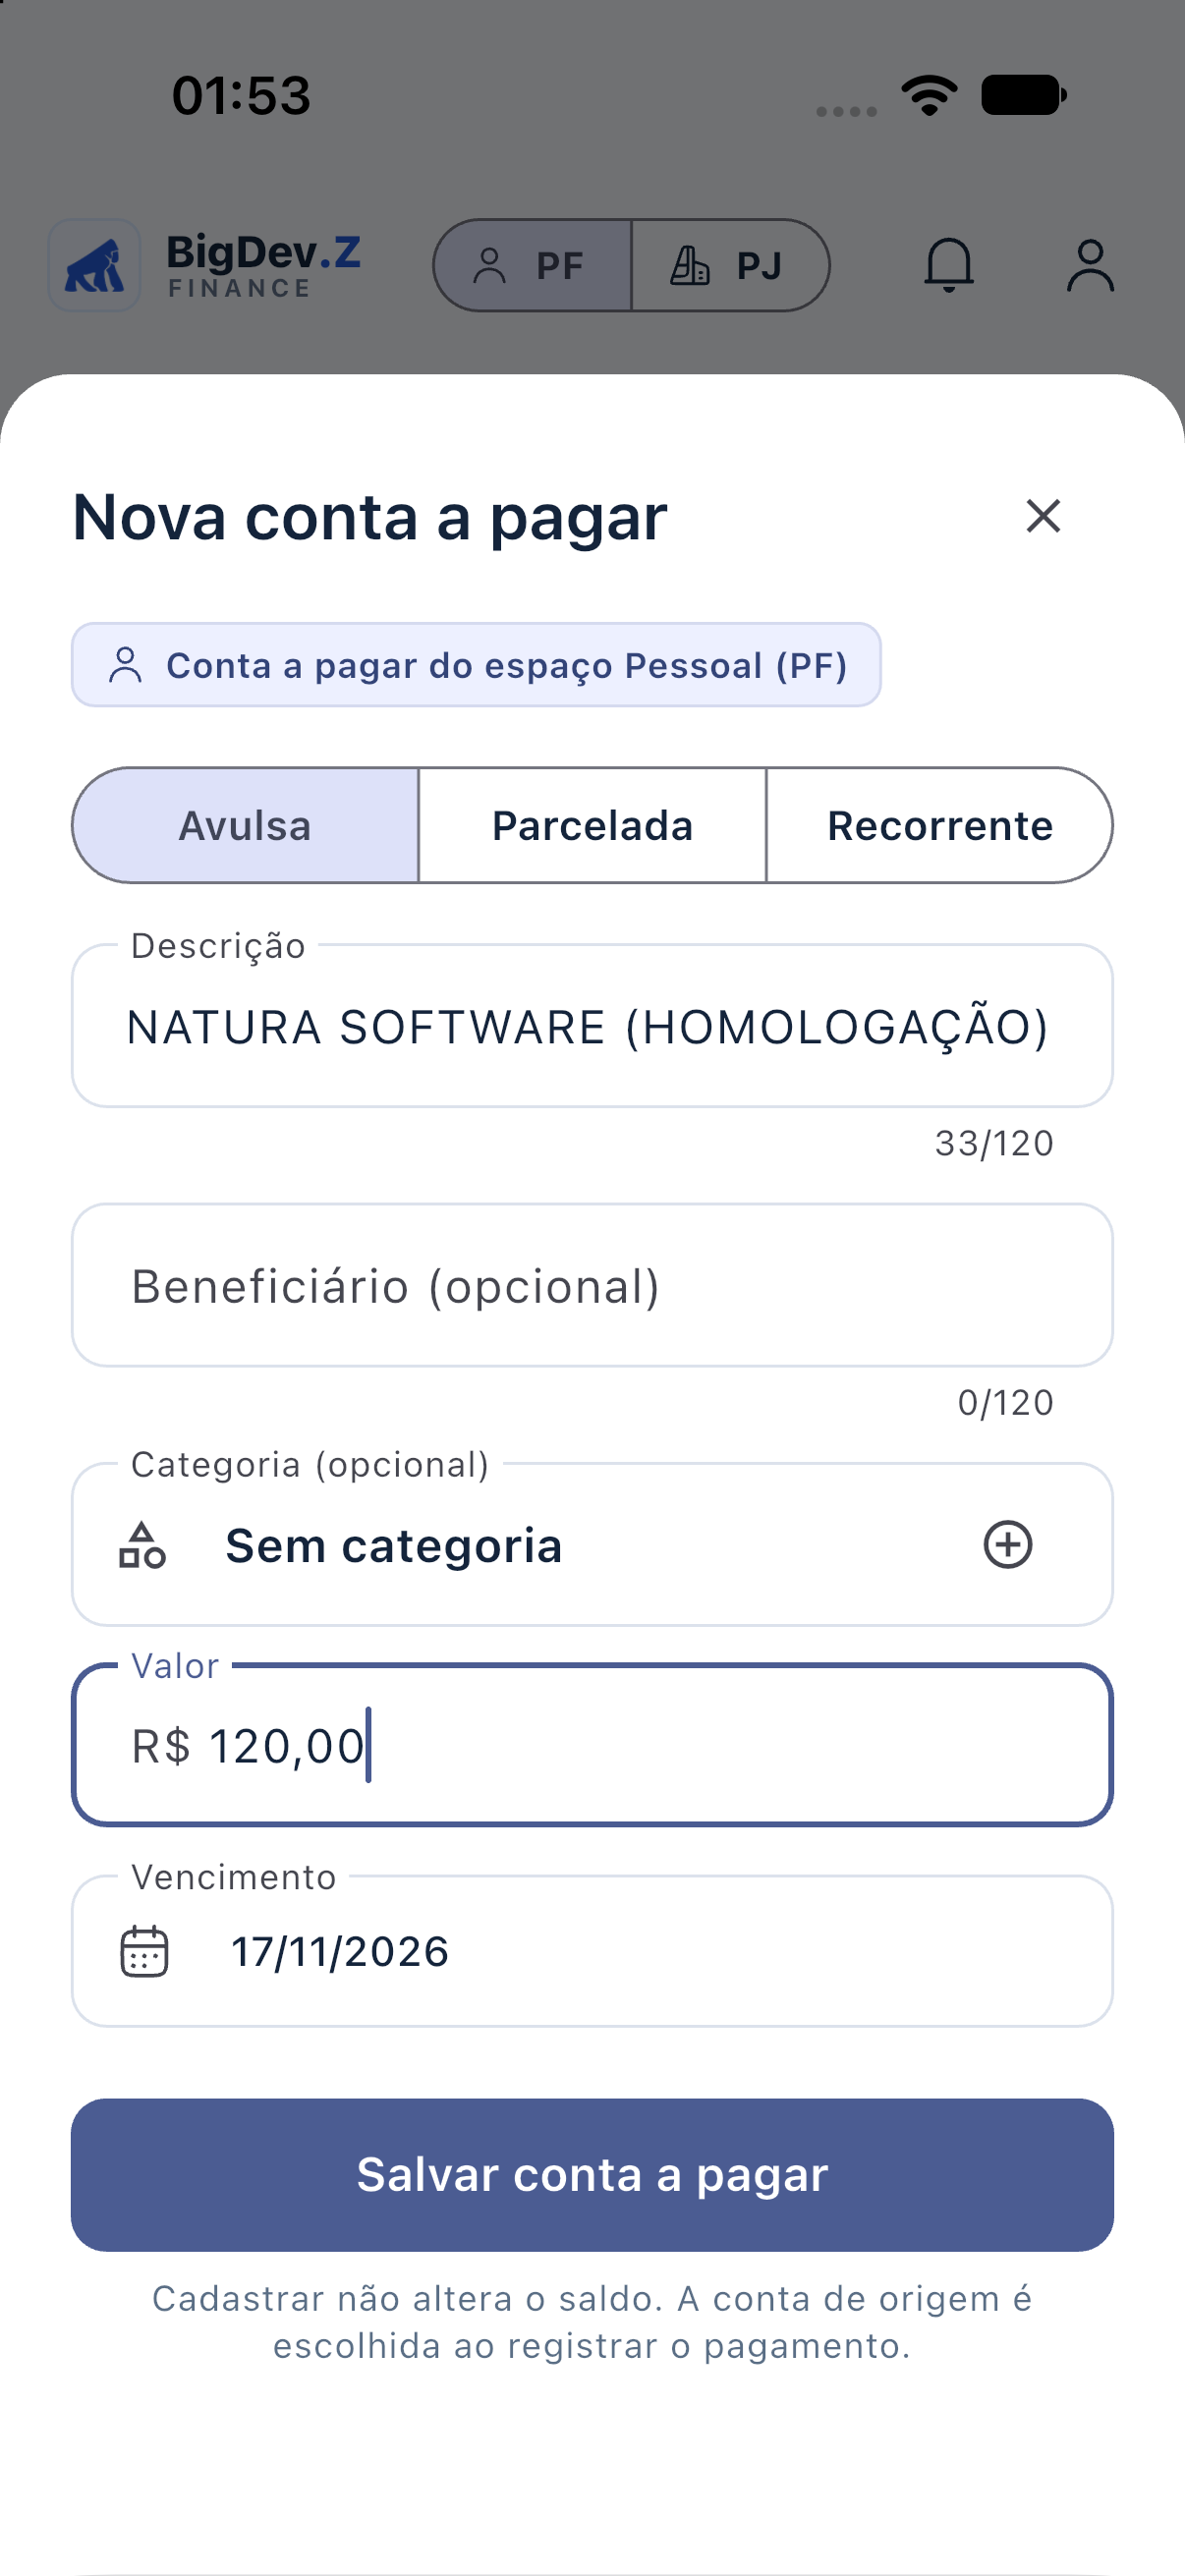 01:53
BigDev.Z
FINANCE
PF
PJ
Nova conta a pagar
Conta a pagar do espaço Pessoal (PF)
Avulsa
Parcelada
Recorrente
Descrição
NATURA SOFTWARE (HOMOLOGAÇÃO)
33/120
Beneficiário (opcional)
0/120
Categoria (opcional)
Sem categoria
Valor
R$ 120,00
Vencimento
17/11/2026
Salvar conta a pagar
Cadastrar não altera o saldo. A conta de origem é
escolhida ao registrar o pagamento.